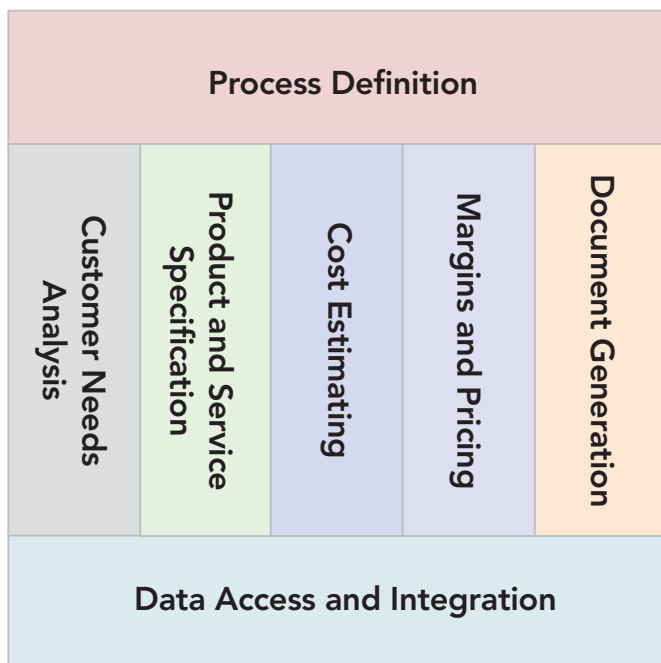 Process Definition
Customer Needs
Analysis
Product and Service
Specification
Cost Estimating
Margins and Pricing
Document Generation
Data Access and Integration